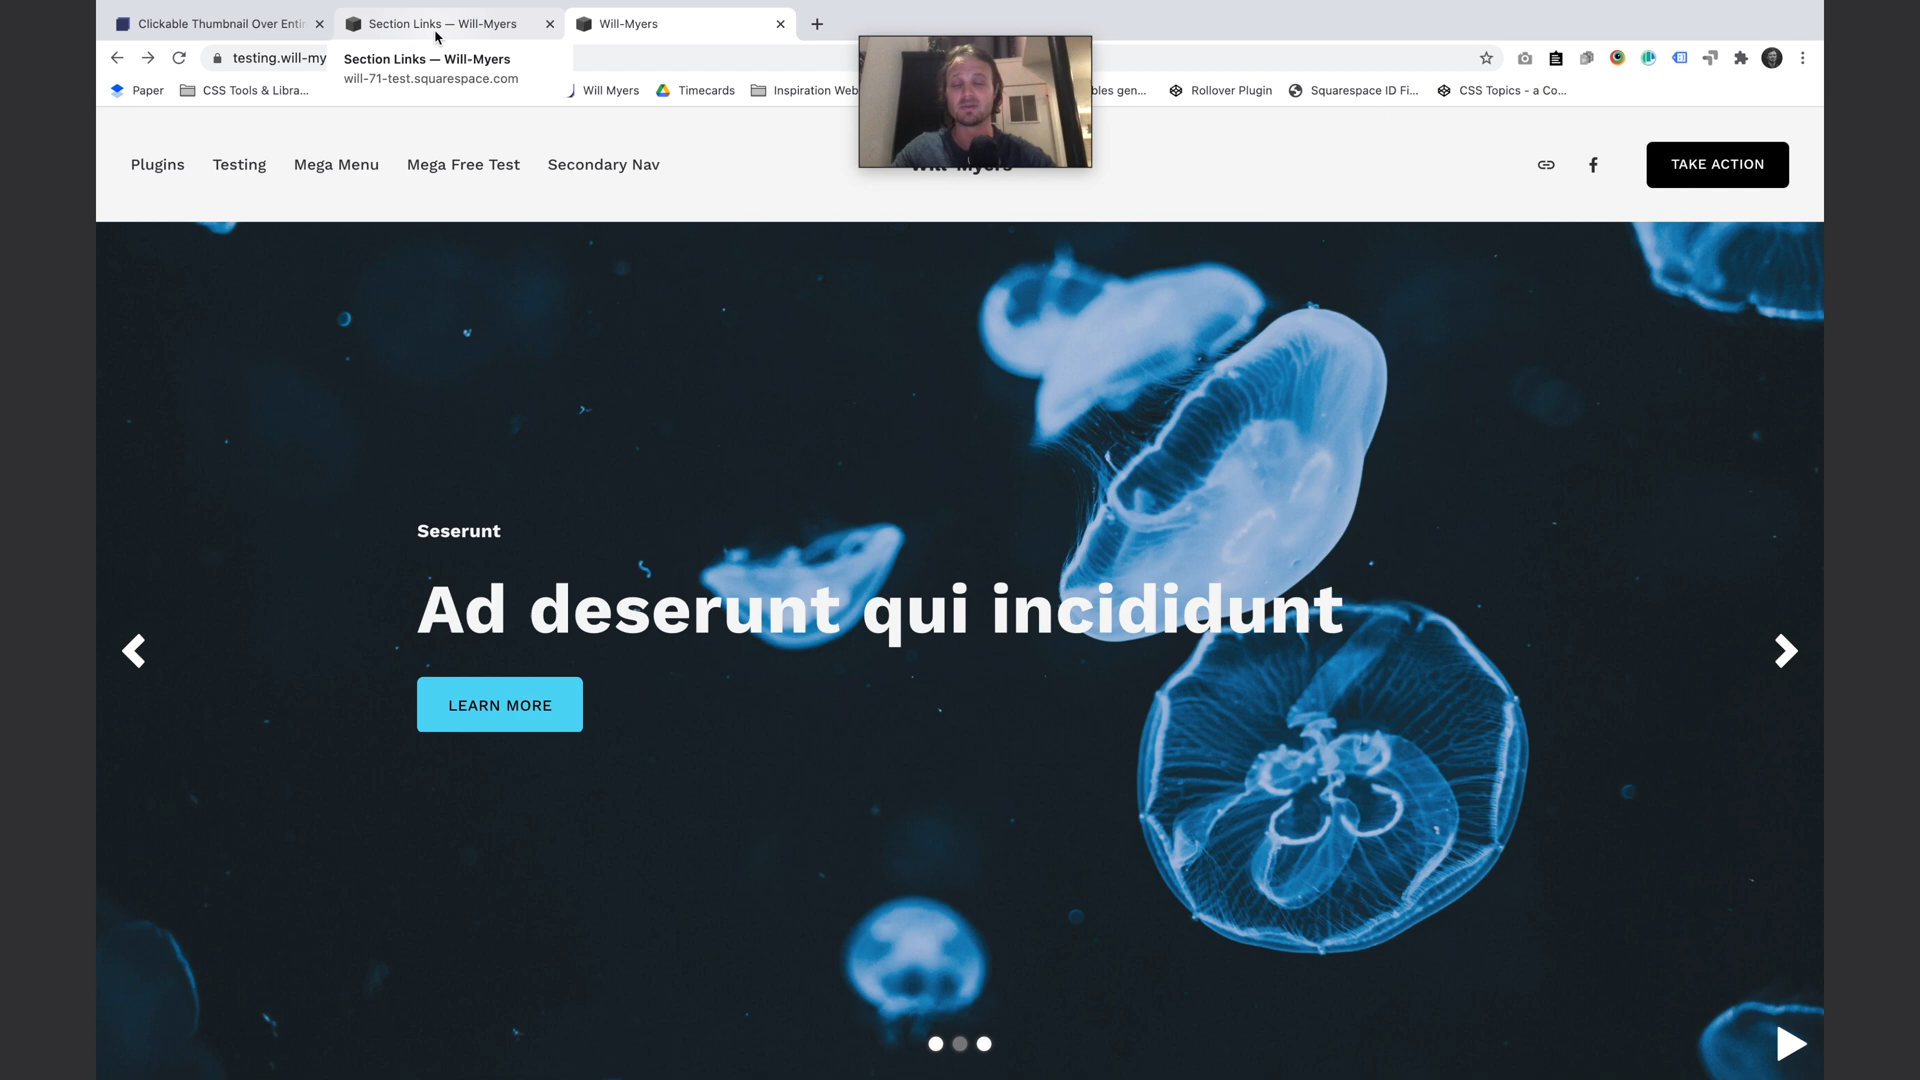 Clickable Thumbnail Over Entir
Section Links — Will-Myers
Will-Myers
testing.will-my
Section Links — Will-Myers
will-71-test.squarespace.com
Paper
CSS Tools & Libra...
Will Myers
Timecards
Inspiration Web
bles gen...
Rollover Plugin
Squarespace ID Fi...
CSS Topics - a Co...
Plugins
Testing
Mega Menu
Mega Free Test
Secondary Nav
Will-Myers
TAKE ACTION
Seserunt
Ad deserunt qui incididunt
LEARN MORE